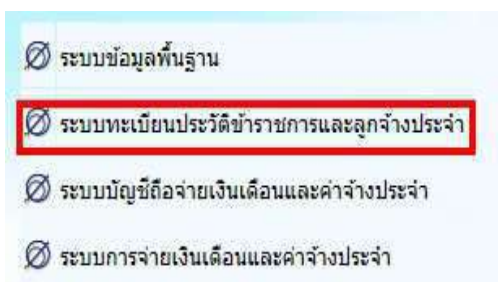 ระบบข้อมูลพื้นฐาน
ระบบทะเบียนประวัติข้าราชการและลูกจ้างประจำ
ระบบบัญชีถือจ่ายเงินเดือนและค่าจ้างประจำ
ระบบการจ่ายเงินเดือนและค่าจ้างประจำ